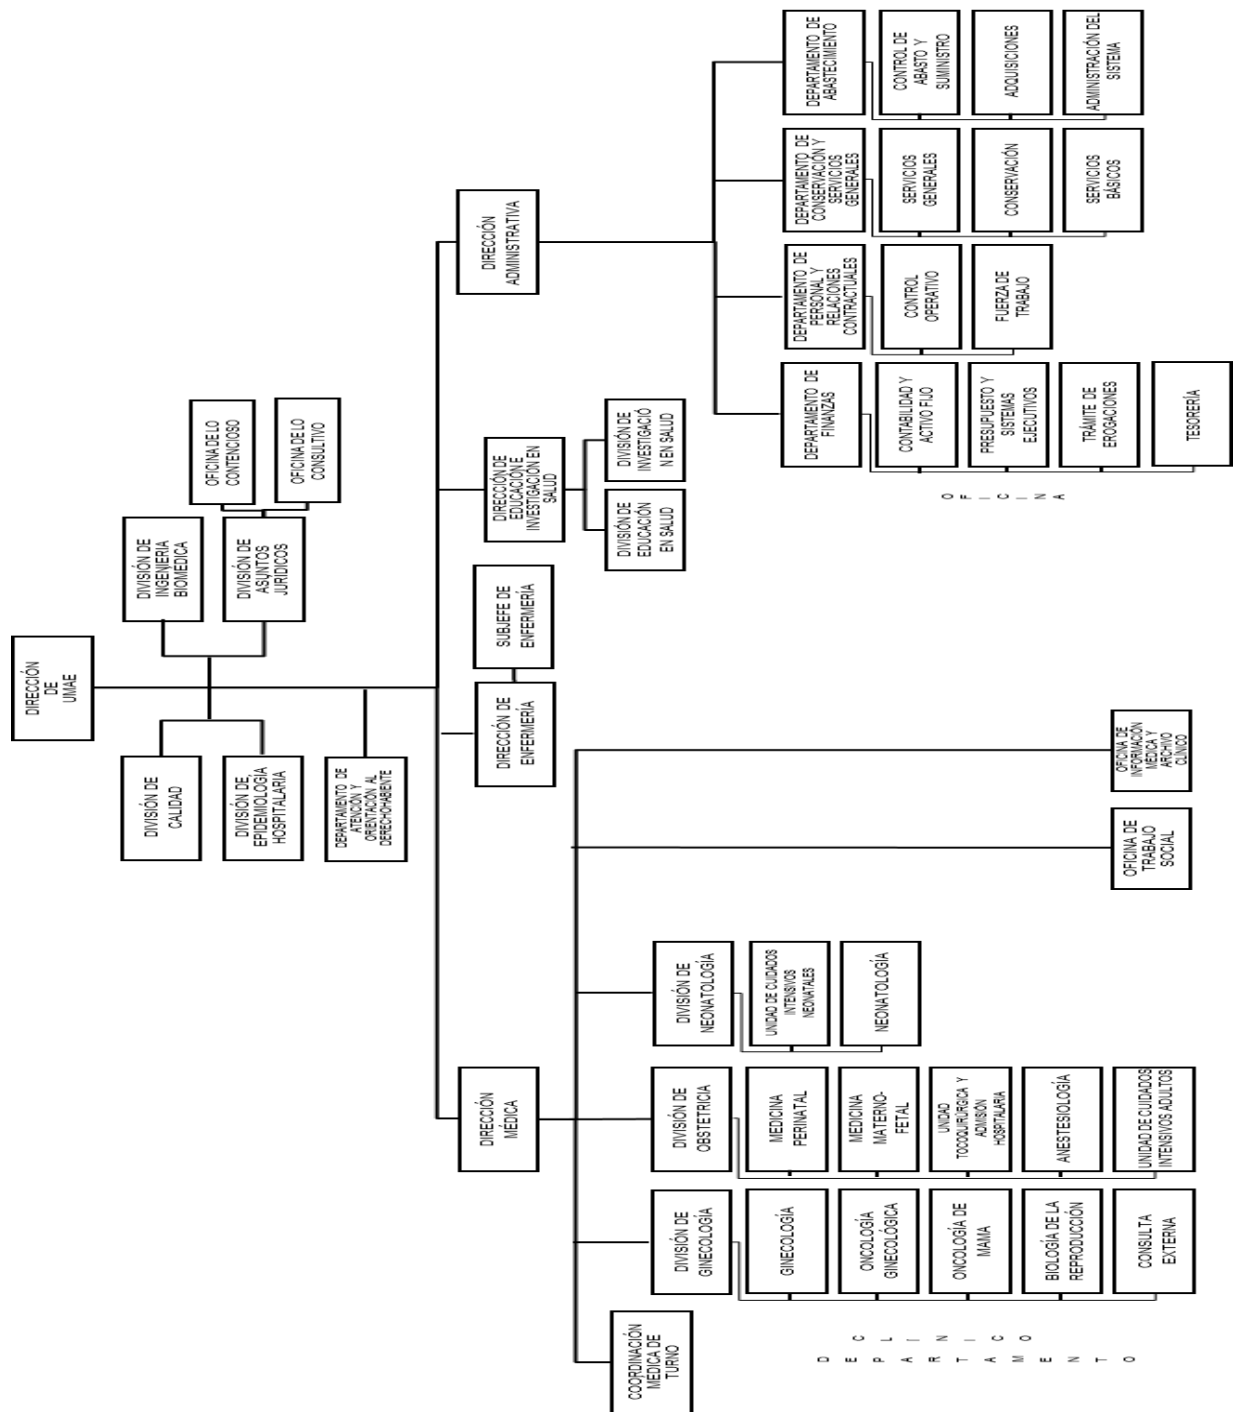 DIRECCIÓN
DE
UMAE
DIVISIÓN DE
CALIDAD
DIVISIÓN DE
EPIDEMIOLOGÍA
HOSPITALARIA
DEPARTAMENTO DE
ATENCIÓN Y
ORIENTACIÓN AL
DERECHOHABIENTE
DIVISIÓN DE
INGENIERIA
BIOMEDICA
DIVISIÓN DE
ASUNTOS
JURIDICOS
OFICINA DE LO
CONTENCIOSO
OFICINA DE LO
CONSULTIVO
DIRECCIÓN
MÉDICA
DIRECCIÓN DE
ENFERMERÍA
SUBJEFE DE
ENFERMERÍA
DIRECCIÓN DE
EDUCACIÓN E
INVESTIGACIÓN EN
SALUD
DIVISIÓN DE
EDUCACIÓN
EN SALUD
DIVISIÓN DE
INVESTIGACIÓ
N EN SALUD
DIRECCIÓN
ADMINISTRATIVA
COORDINACIÓN
MÉDICA DE
TURNO
DIVISIÓN DE
GINECOLOGÍA
GINECOLOGÍA
ONCOLOGÍA
GINECOLÓGICA
ONCOLOGÍA DE
MAMA
BIOLOGÍA DE LA
REPRODUCCIÓN
CONSULTA
EXTERNA
DIVISIÓN DE
OBSTETRICIA
MEDICINA
PERINATAL
MEDICINA
MATERNO-
FETAL
UNIDAD
TOCOQUIRÚRGICA Y
ADMISIÓN
HOSPITALARIA
ANESTESIOLOGÍA
UNIDAD DE CUIDADOS
INTENSIVOS ADULTOS
DIVISIÓN DE
NEONATOLOGÍA
UNIDAD DE CUIDADOS
INTENSIVOS
NEONATALES
NEONATOLOGÍA
OFICINA DE
TRABAJO
SOCIAL
OFICINA DE
INFORMACIÓN
MÉDICA Y
ARCHIVO
CLÍNICO
DEPARTAMENTO
CLINICO
DEPARTAMENTO DE
FINANZAS
CONTABILIDAD Y
ACTIVO FIJO
PRESUPUESTO Y
SISTEMAS
EJECUTIVOS
TRÁMITE DE
EROGACIONES
TESORERÍA
DEPARTAMENTO DE
PERSONAL Y
RELACIONES
CONTRACTUALES
CONTROL
OPERATIVO
FUERZA DE
TRABAJO
DEPARTAMENTO DE
CONSERVACIÓN Y
SERVICIOS
GENERALES
SERVICIOS
GENERALES
CONSERVACIÓN
SERVICIOS
BÁSICOS
DEPARTAMENTO DE
ABASTECIMIENTO
CONTROL DE
ABASTO Y
SUMINISTRO
ADQUISICIONES
ADMINISTRACIÓN DEL
SISTEMA
OFICINA